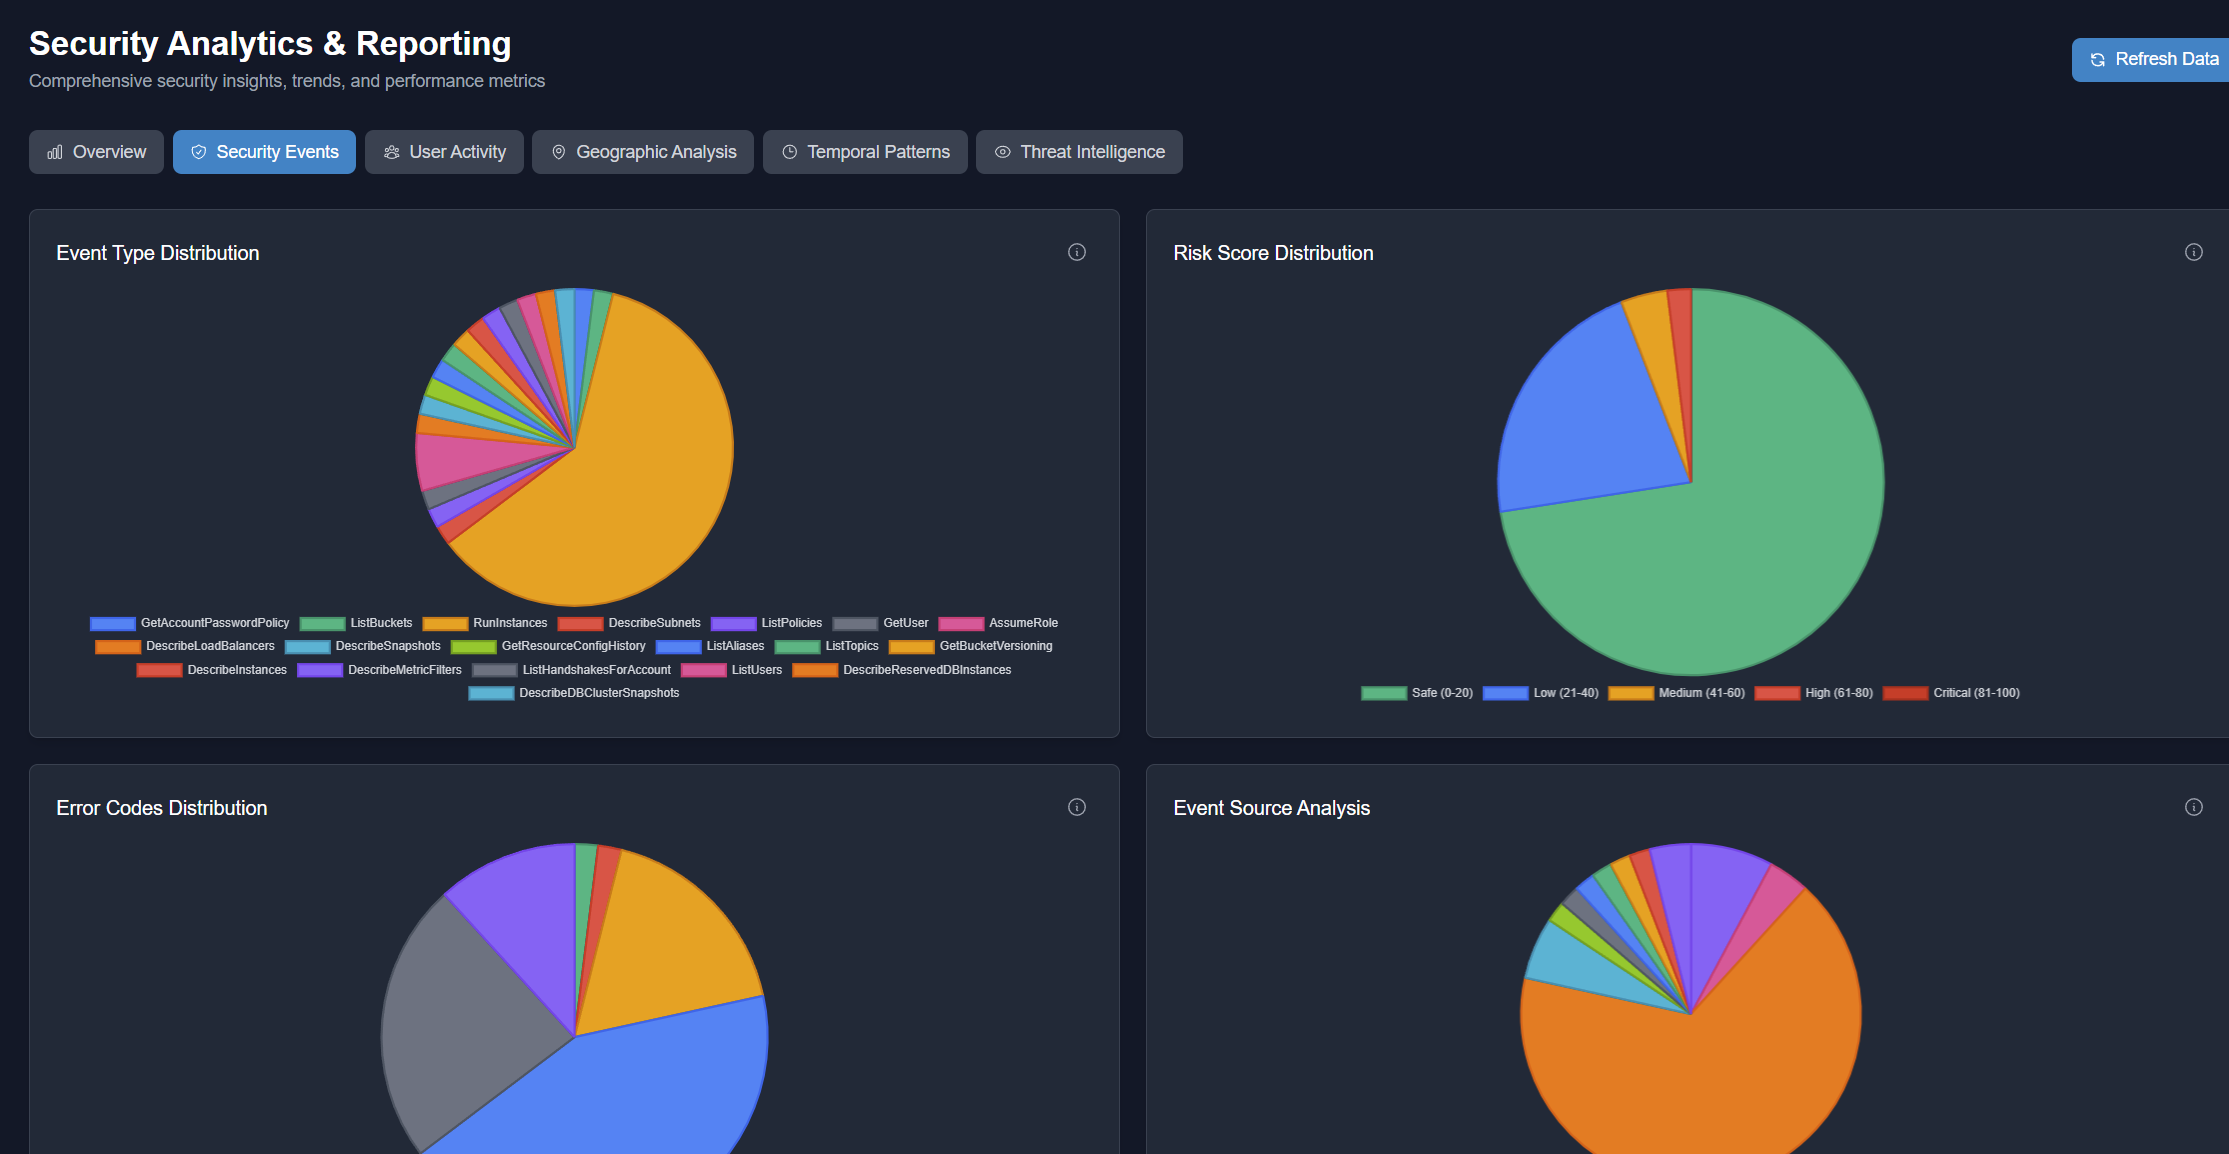 Security Analytics & Reporting
Comprehensive security insights, trends, and performance metrics
Refresh Data
Overview
Security Events
User Activity
Geographic Analysis
Temporal Patterns
Threat Intelligence
Event Type Distribution
GetAccountPasswordPolicy ListBuckets RunInstances DescribeSubnets ListPolicies GetUser AssumeRole
DescribeLoadBalancers DescribeSnapshots GetResourceConfigHistory ListAliases ListTopics GetBucketVersioning
DescribeInstances DescribeMetricFilters ListHandshakesForAccount ListUsers DescribeReservedDBInstances
DescribeDBClusterSnapshots
Risk Score Distribution
Safe (0-20) Low (21-40) Medium (41-60) High (61-80) Critical (81-100)
Error Codes Distribution
Event Source Analysis